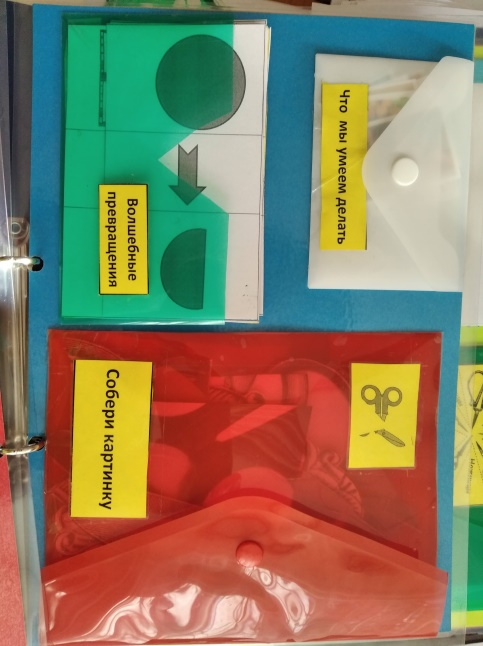 Что мы умеем делать
Волшебные
превращения
Собери картинку